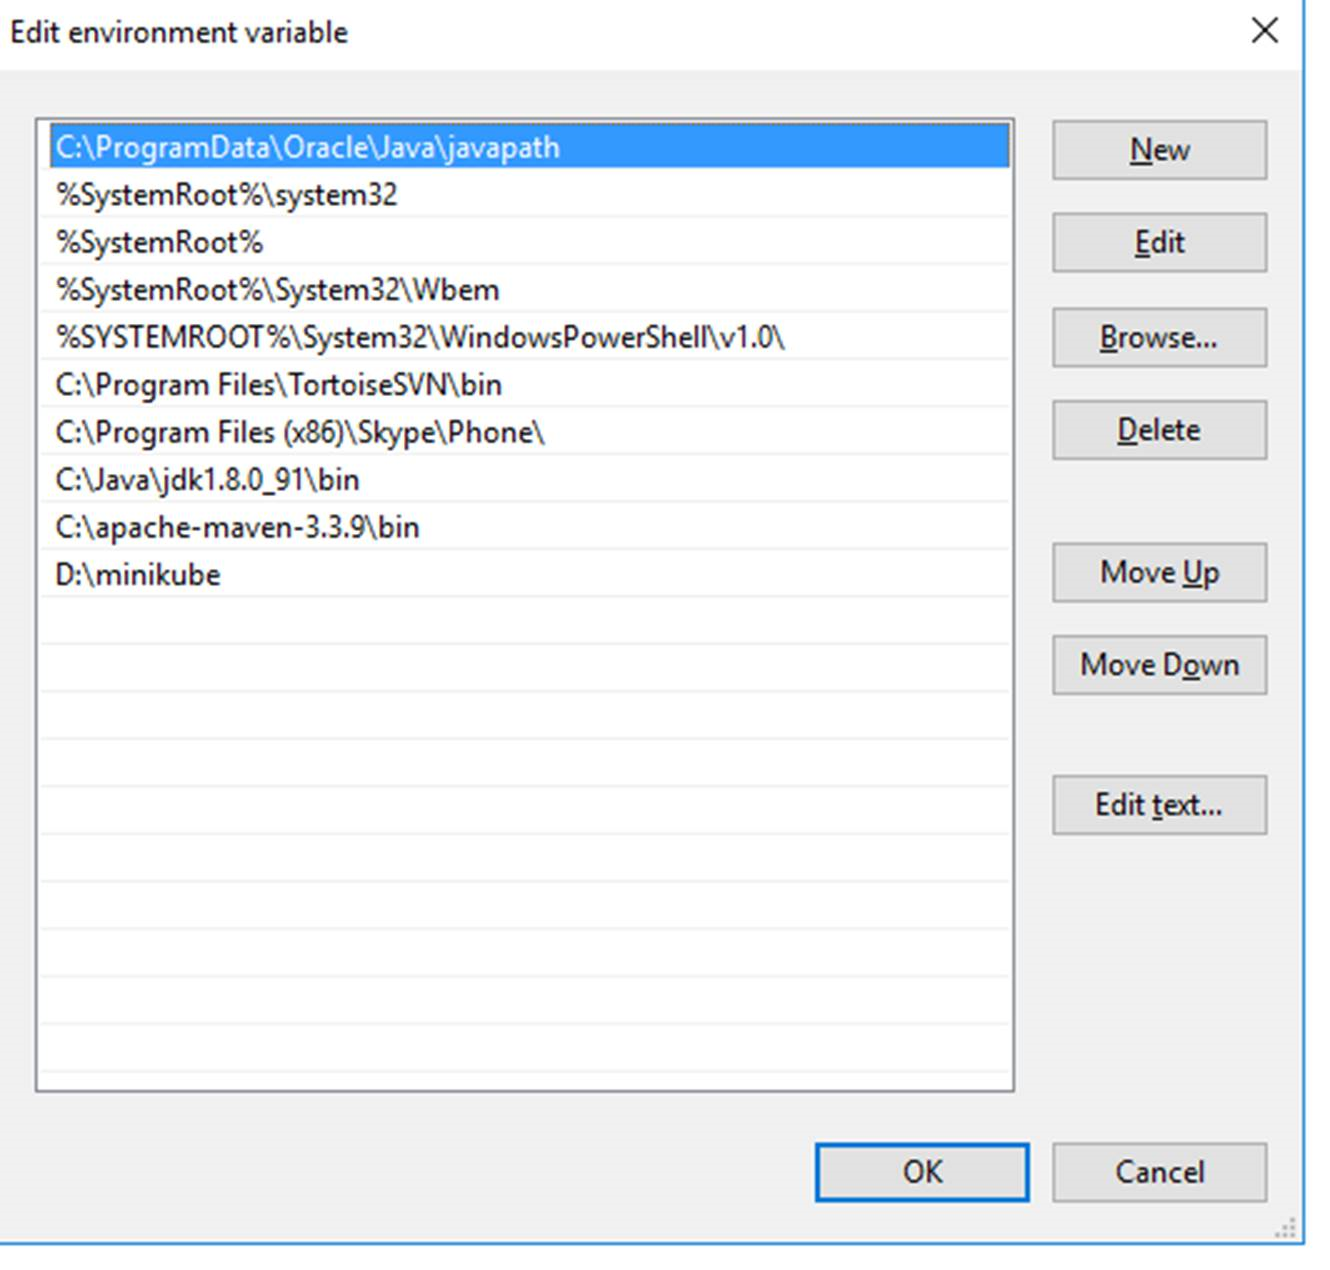 Edit environment variable
C:\ProgramData\Oracle\Java\javapath
%SystemRoot%\system32
%SystemRoot%
%SystemRoot%\System32\Wbem
%SYSTEMROOT%\System32\WindowsPowerShell\v1.0\
C:\Program Files\TortoiseSVN\bin
C:\Program Files (x86)\Skype\Phone\
C:\Java\jdk1.8.0_91\bin
C:\apache-maven-3.3.9\bin
D:\minikube
New
Edit
Browse...
Delete
Move Up
Move Down
Edit text...
OK
Cancel